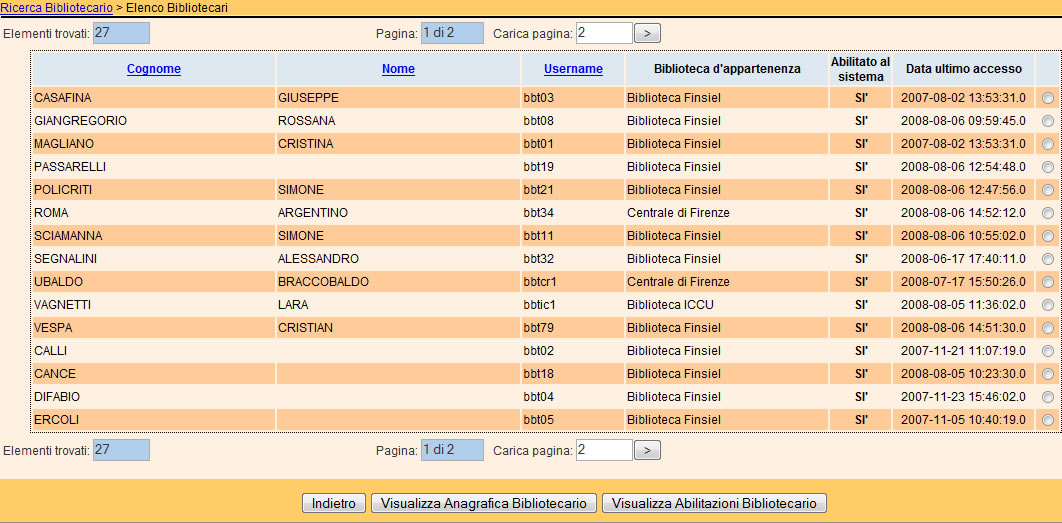 Ricerca Bibliotecario > Elenco Bibliotecari
Elementi trovati: 27 Pagina: 1 di 2 Carica pagina: 2 >
Cognome Nome Username Biblioteca d'appartenenza Abilitato al sistema Data ultimo accesso
CASAFINA GIUSEPPE bbt03 Biblioteca Finsiel SI' 2007-08-02 13:53:31.0
GIANGREGORIO ROSSANA bbt08 Biblioteca Finsiel SI' 2008-08-06 09:59:45.0
MAGLIANO CRISTINA bbt01 Biblioteca Finsiel SI' 2007-08-02 13:53:31.0
PASSARELLI bbt19 Biblioteca Finsiel SI' 2008-08-06 12:54:48.0
POLICRITI SIMONE bbt21 Biblioteca Finsiel SI' 2008-08-06 12:47:56.0
ROMA ARGENTINO bbt34 Centrale di Firenze SI' 2008-08-06 14:52:12.0
SCIAMANNA SIMONE bbt11 Biblioteca Finsiel SI' 2008-08-06 10:55:02.0
SEGNALINI ALESSANDRO bbt32 Biblioteca Finsiel SI' 2008-06-17 17:40:11.0
UBALDO BRACCOBALDO bbtcr1 Centrale di Firenze SI' 2008-07-17 15:50:26.0
VAGNETTI LARA bbtic1 Biblioteca ICCU SI' 2008-08-05 11:36:02.0
VESPA CRISTIAN bbt79 Biblioteca Finsiel SI' 2008-08-06 14:51:30.0
CALLI bbt02 Biblioteca Finsiel SI' 2007-11-21 11:07:19.0
CANCE bbt18 Biblioteca Finsiel SI' 2008-08-05 10:23:30.0
DIFABIO bbt04 Biblioteca Finsiel SI' 2007-11-23 15:46:02.0
ERCOLI bbt05 Biblioteca Finsiel SI' 2007-11-05 10:40:19.0
Elementi trovati: 27 Pagina: 1 di 2 Carica pagina: 2 >
Indietro Visualizza Anagrafica Bibliotecario Visualizza Abilitazioni Bibliotecario